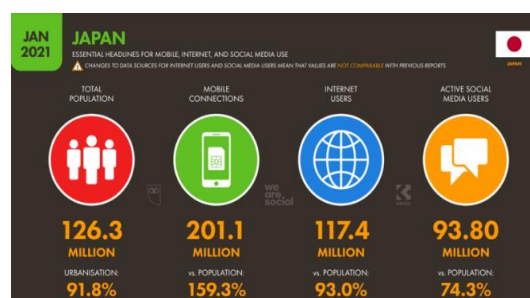 JAN
2021
JAPAN
ESSENTIAL HEADLINES FOR MOBILE, INTERNET, AND SOCIAL MEDIA USE
CHANGES TO DATA SOURCES FOR INTERNET USERS AND SOCIAL MEDIA USERS MEAN THAT VALUES ARE NOT COMPARABLE WITH PREVIOUS REPORTS
JAPAN
TOTAL
POPULATION
MOBILE
CONNECTIONS
INTERNET
USERS
ACTIVE SOCIAL
MEDIA USERS
we
are.
social
126.3
MILLION
URBANISATION:
91.8%
201.1
MILLION
vs. POPULATION:
159.3%
117.4
MILLION
vs. POPULATION:
93.0%
93.80
MILLION
vs. POPULATION:
74.3%